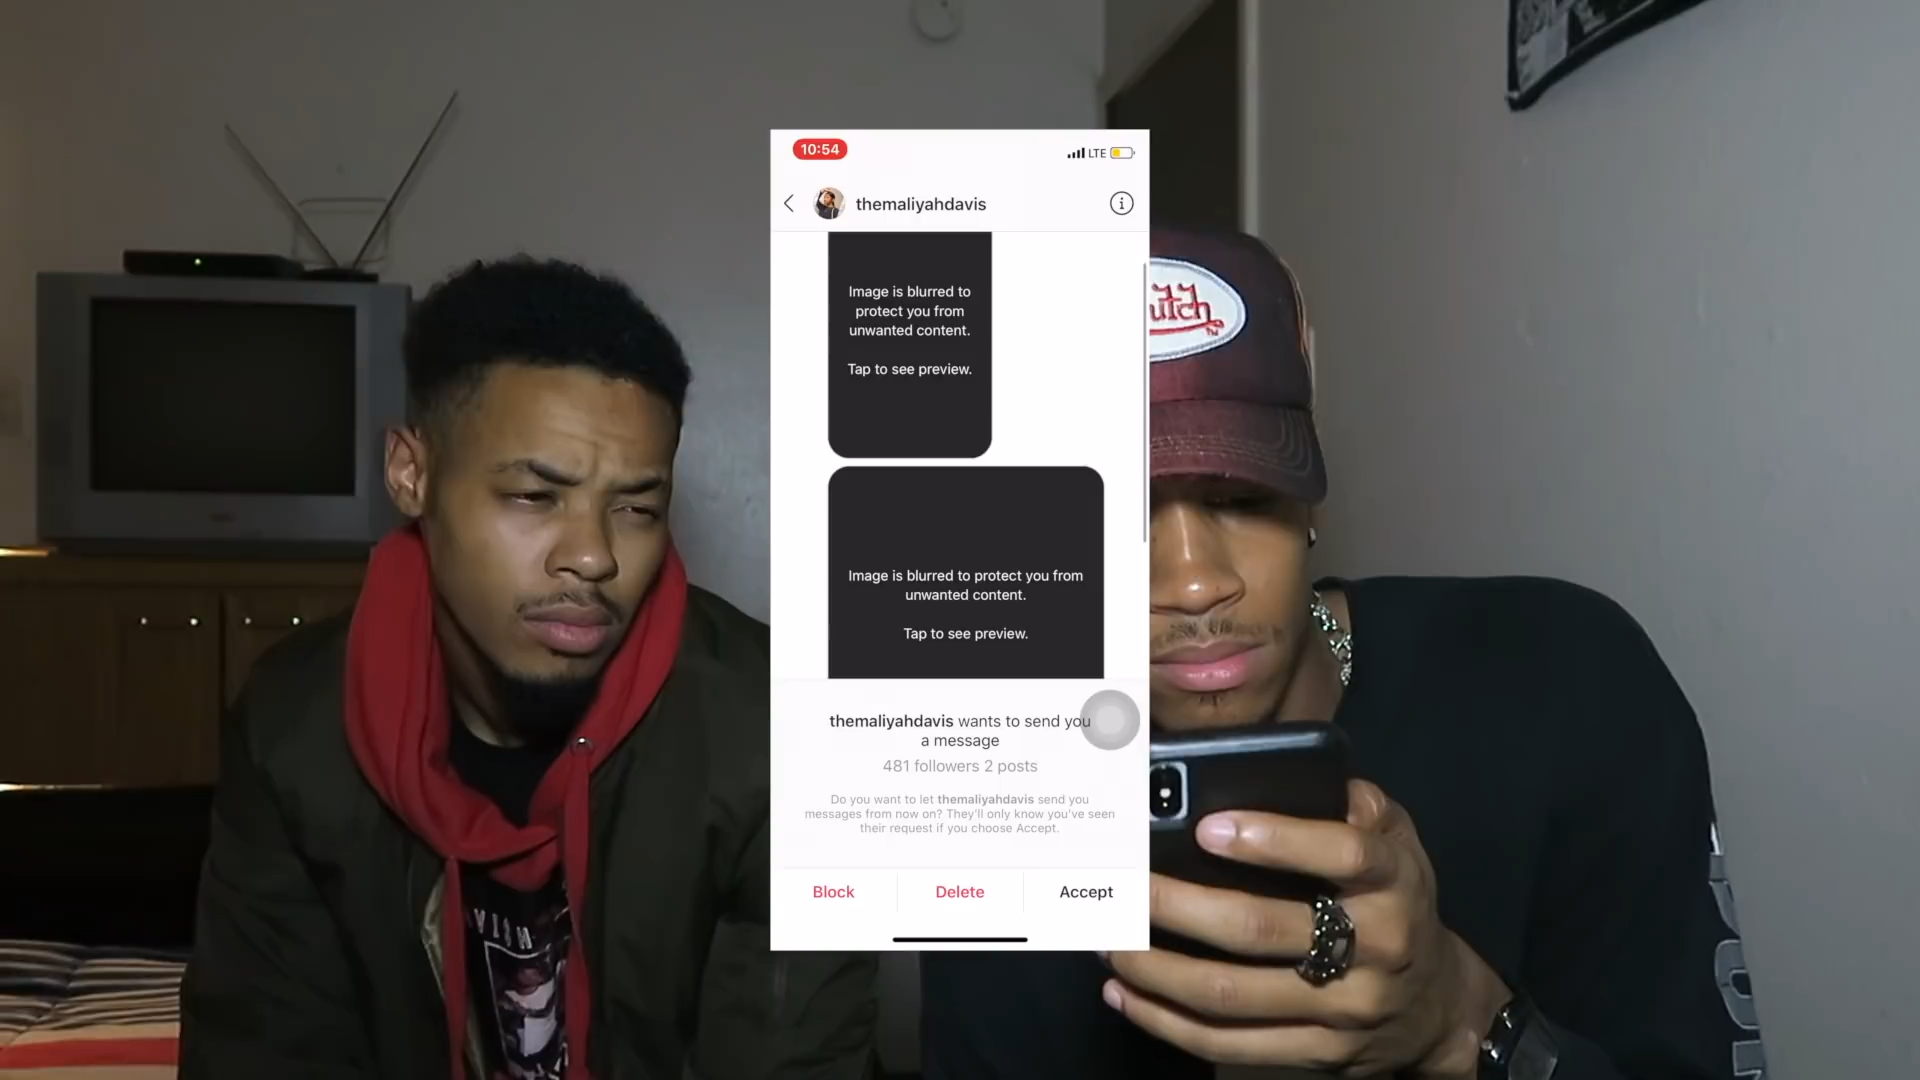 10:54
LTE
themaliyahdavis
Image is blurred to
protect you from
unwanted content.
Tap to see preview.
Image is blurred to protect you from
unwanted content.
Tap to see preview.
themaliyahdavis wants to send you
a message
481 followers 2 posts
Do you want to let themaliyahdavis send you
messages from now on? They'll only know you've seen
their request if you choose Accept.
Block
Delete
Accept